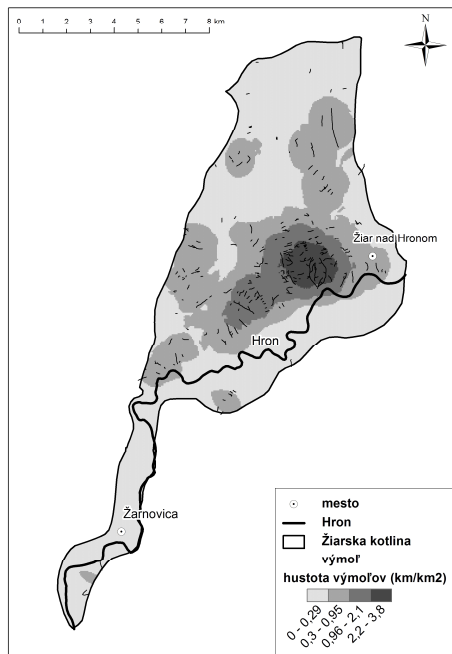 0 1 2 3 4 5 6 7 8 km
N
Žiar nad Hronom
Hron
Žarnovica
mesto
Hron
Žiarska kotlina
výmoľ
hustota výmoľov (km/km2)
0 - 0,29
0,3 - 0,95
0,96 - 2,1
2,2 - 3,8